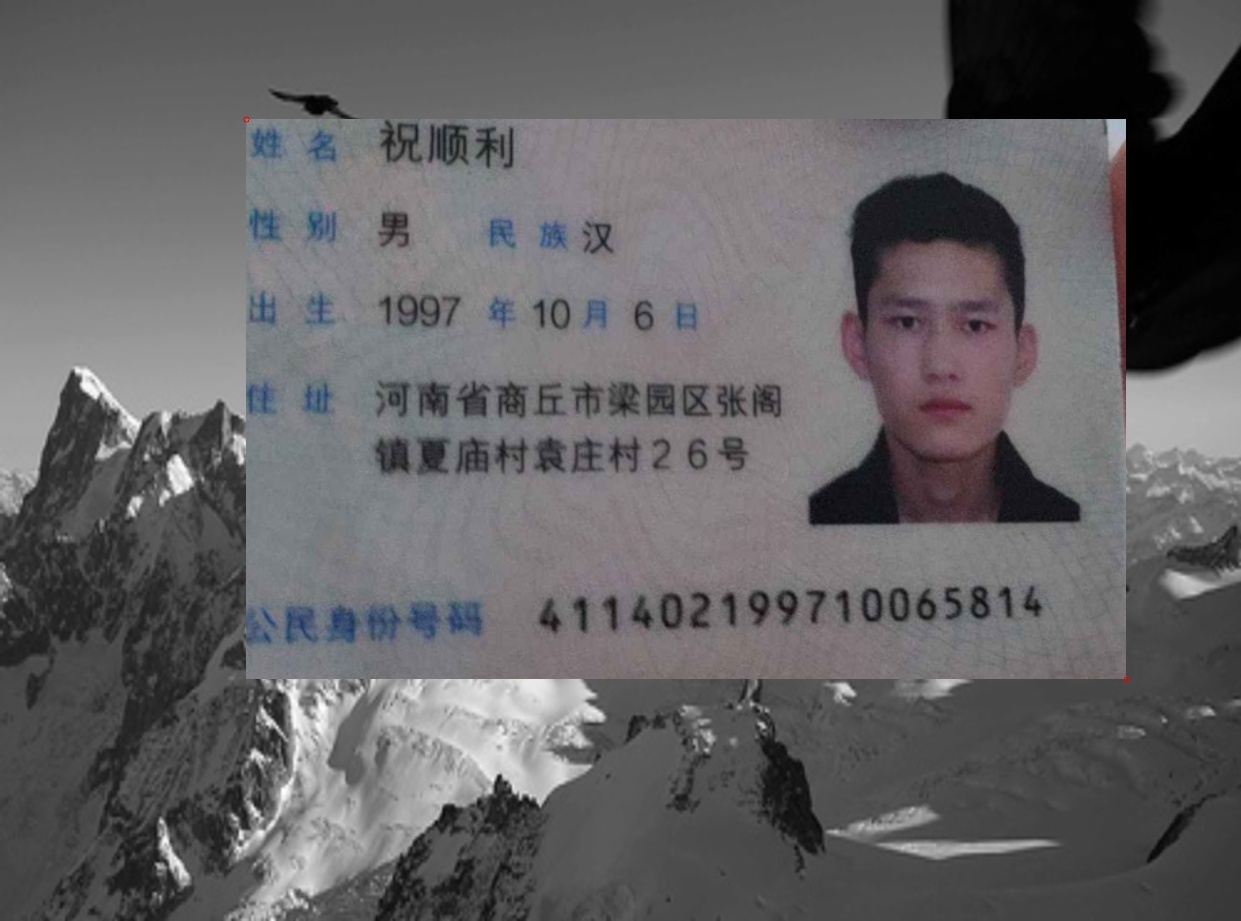 姓名 祝顺利
性别 男 民族 汉
出生 1997 年 10 月 6 日
住址 河南省商丘市梁园区张阁
镇夏庙村袁庄村26号
公民身份号码 411402199710065814